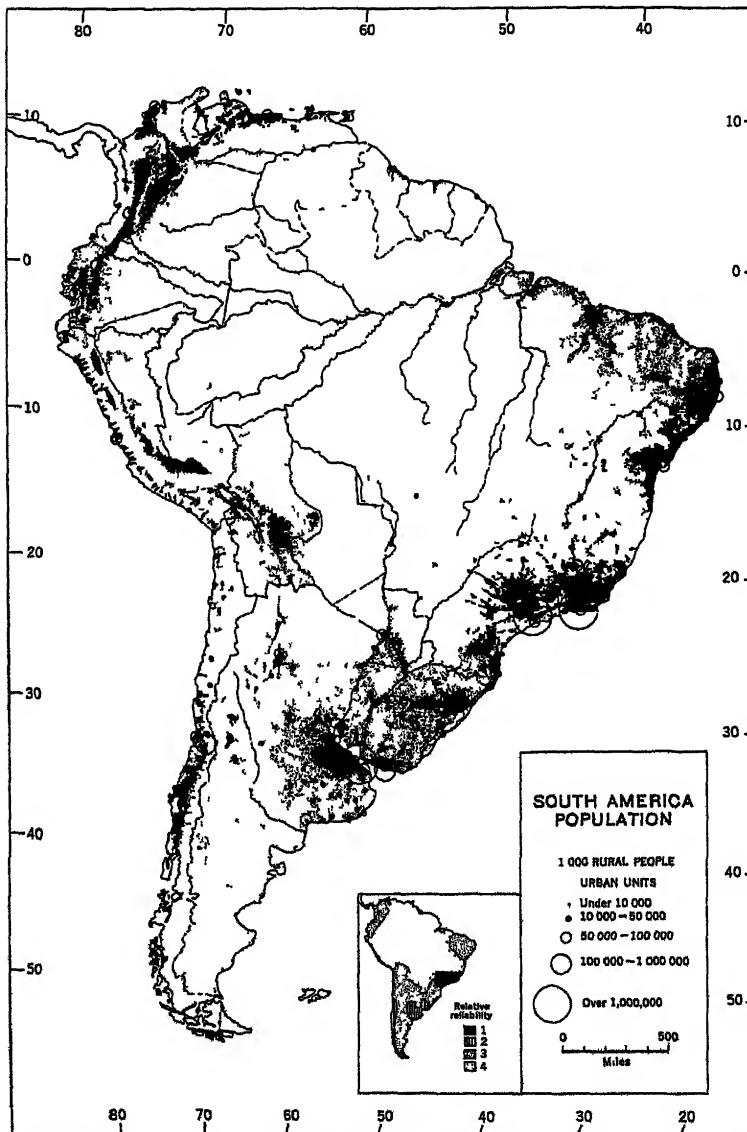 80
70
60
50
40
10
10
0
0
10
10
20
20
30
30
40
40
50
50
SOUTH AMERICA
POPULATION
1 000 RURAL PEOPLE
URBAN UNITS
Under 10 000
10 000 – 50 000
50 000 – 100 000
100 000 – 1 000 000
Over 1,000,000
0 500
Miles
Relative
reliability
1
2
3
4
80
70
60
50
40
30
20